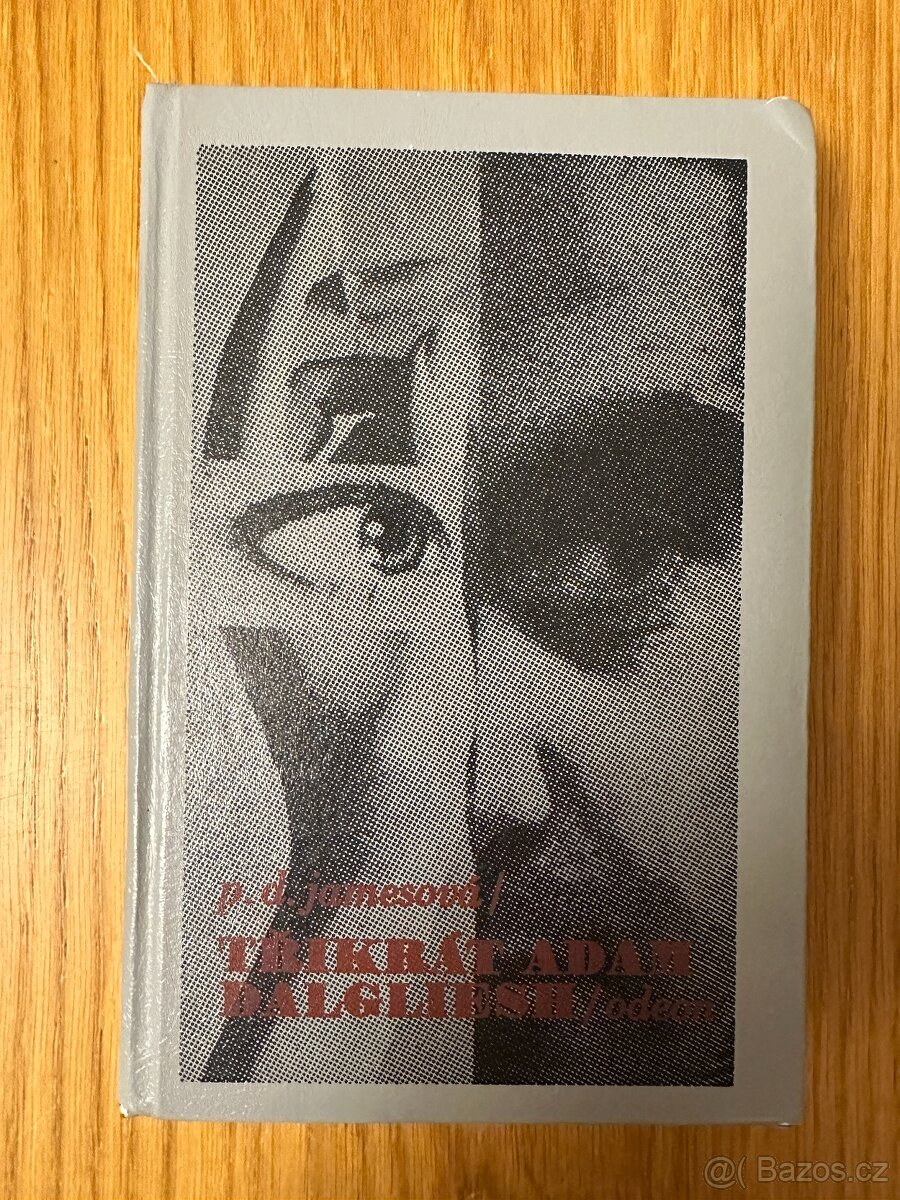 p. d. jamesová/
TŘIKRÁT ADAM
DALGLIESH/odeon
@( Bazos.cz